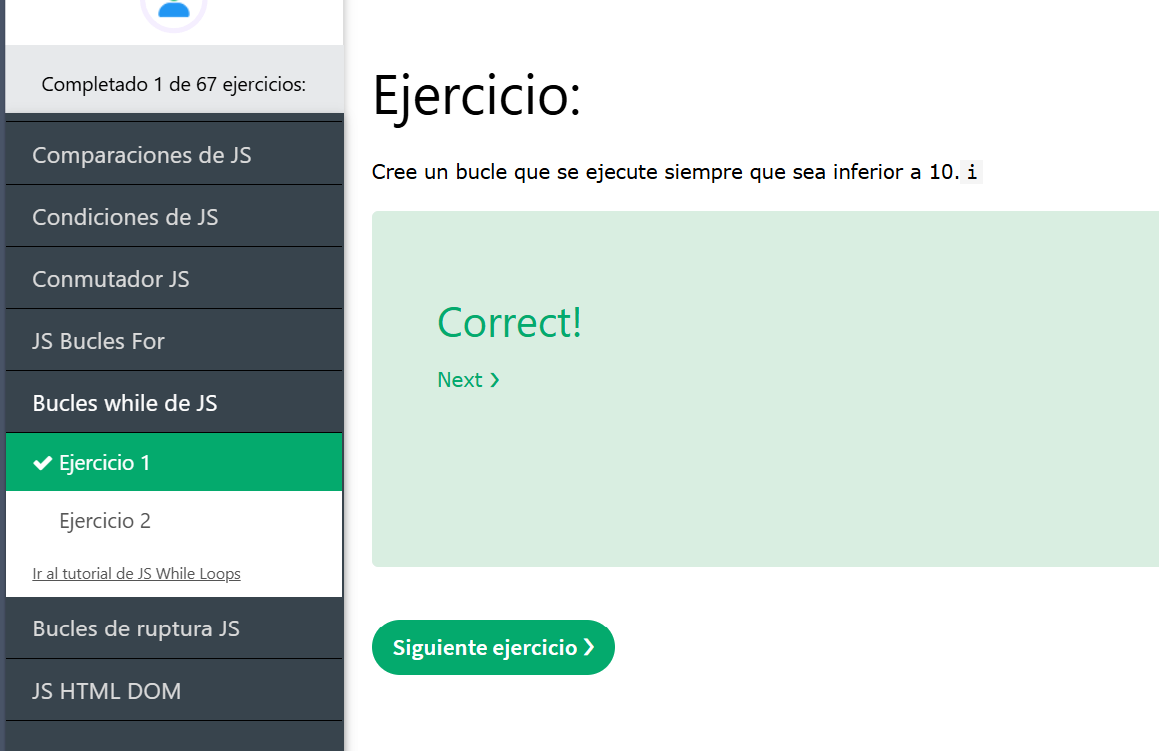 Completado 1 de 67 ejercicios:
Comparaciones de JS
Condiciones de JS
Conmutador JS
JS Bucles For
Bucles while de JS
Ejercicio 1
Ejercicio 2
Ir al tutorial de JS While Loops
Bucles de ruptura JS
JS HTML DOM
Ejercicio:
Cree un bucle que se ejecute siempre que sea inferior a 10. i
Correct!
Next ❯
Siguiente ejercicio ❯